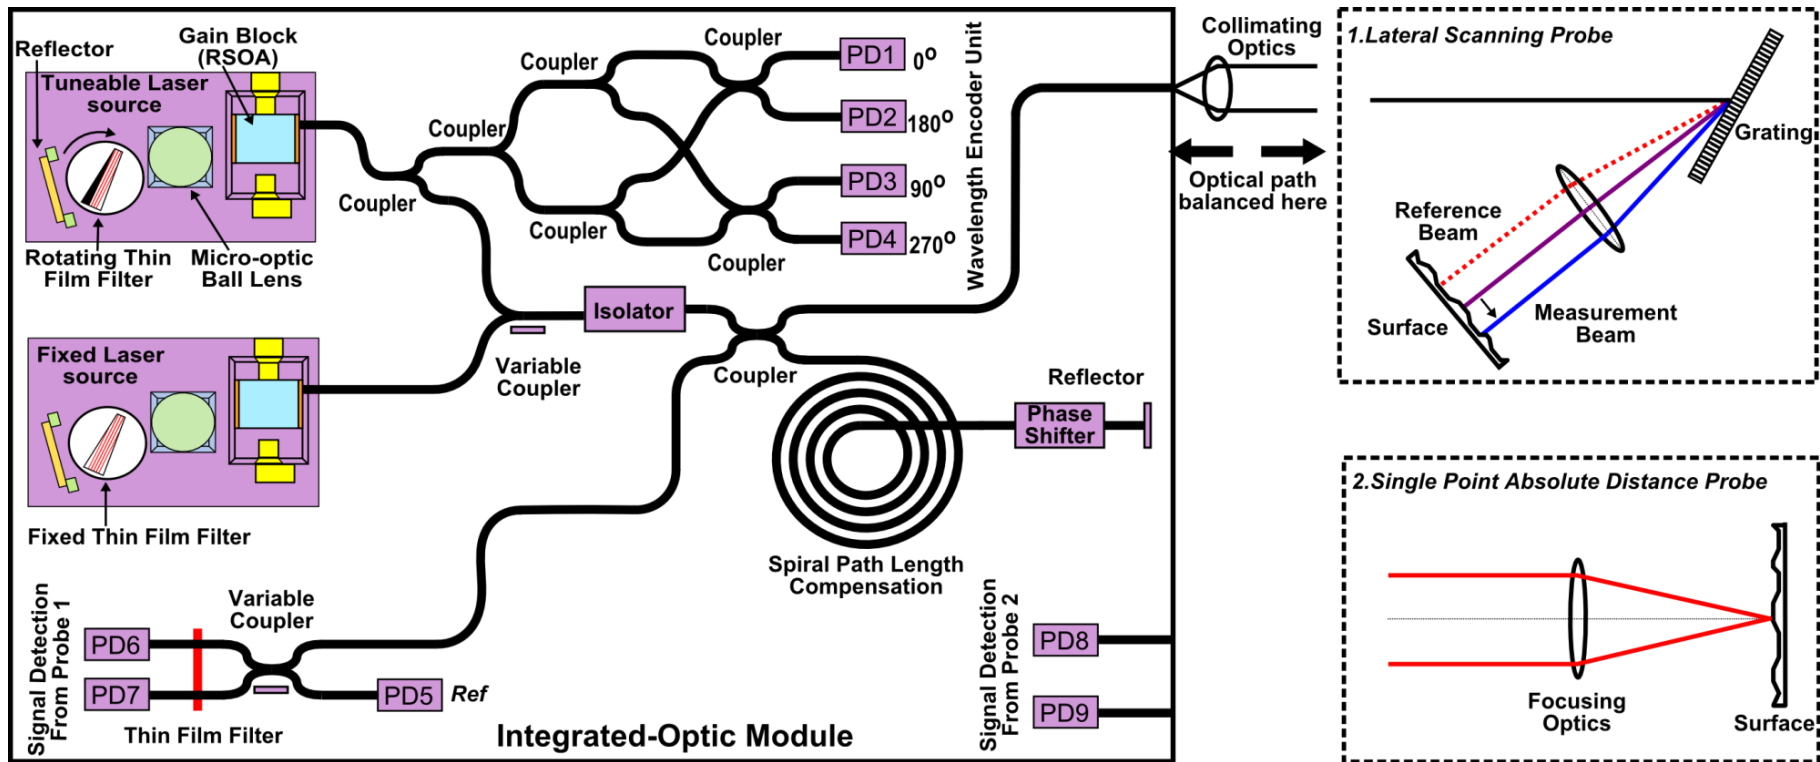 Reflector
Gain Block
(RSOA)
Tuneable Laser
source
Rotating Thin
Film Filter
Micro-optic
Ball Lens
Coupler
Coupler
Coupler
Coupler
Coupler
Coupler
PD1 0º
PD2 180º
PD3 90º
PD4 270º
Wavelength Encoder Unit
Collimating
Optics
Optical path
balanced here
1.Lateral Scanning Probe
Grating
Reference
Beam
Surface
Measurement
Beam
Fixed Laser
source
Fixed Thin Film Filter
Isolator
Variable
Coupler
Coupler
Reflector
Phase
Shifter
Spiral Path Length
Compensation
Signal Detection
From Probe 1
PD6
PD7
Variable
Coupler
PD5 Ref
Thin Film Filter
Integrated-Optic Module
Signal Detection
From Probe 2
PD8
PD9
2.Single Point Absolute Distance Probe
Focusing
Optics
Surface